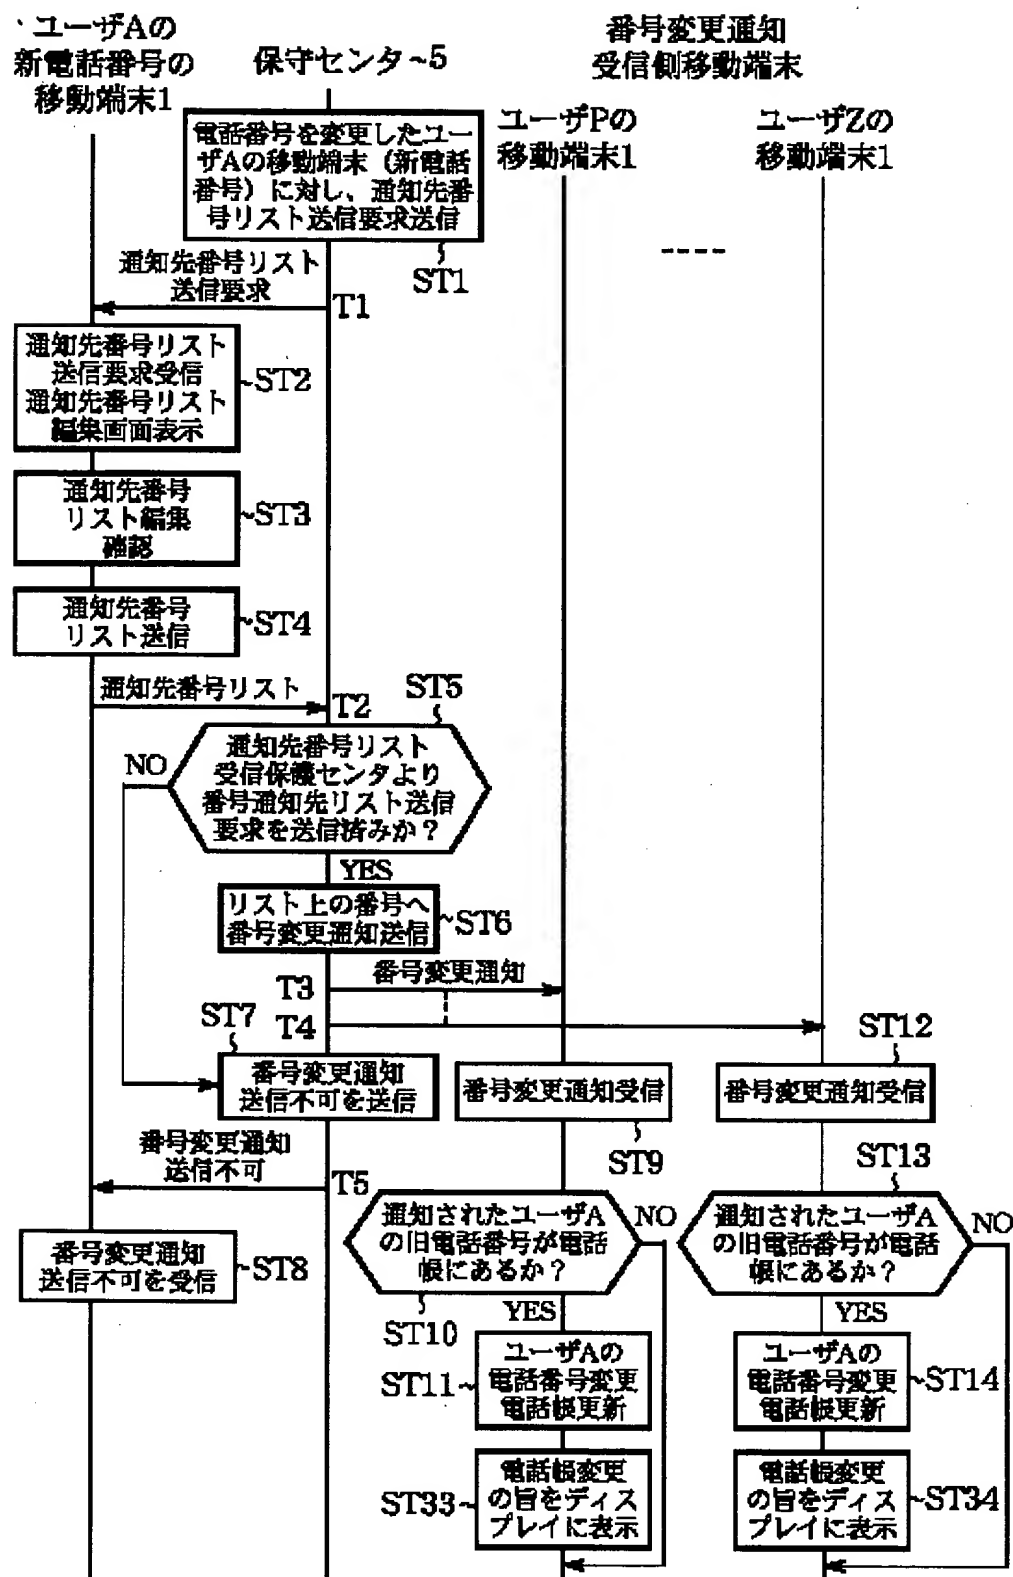 ユーザAの
新電話番号の
移動端末1
保守センタ~5
番号変更通知
受信側移動端末
ユーザPの
移動端末1
ユーザZの
移動端末1
電話番号を変更したユー
ザAの移動端末（新電話
番号）に対し、通知先番
号リスト送信要求送信
ST1
通知先番号リスト
送信要求
T1
通知先番号リスト
送信要求受信
通知先番号リスト
編集画面表示
~ST2
通知先番号
リスト編集
確認
~ST3
通知先番号
リスト送信
~ST4
通知先番号リスト
T2
ST5
通知先番号リスト
受信保護センタより
番号通知先リスト送信
要求を送信済みか？
NO
YES
リスト上の番号へ
番号変更通知送信
~ST6
T3
番号変更通知
T4
ST7
番号変更通知
送信不可を送信
番号変更通知受信
ST9
ST12
番号変更通知受信
番号変更通知
送信不可
T5
番号変更通知
送信不可を受信
~ST8
通知されたユーザA
の旧電話番号が電話
帳にあるか？
NO
YES
ST10
ST13
通知されたユーザA
の旧電話番号が電話
帳にあるか？
NO
YES
ST11~
ユーザAの
電話番号変更
電話帳更新
ユーザAの
電話番号変更
電話帳更新
~ST14
ST33~
電話帳変更
の旨をディス
プレイに表示
電話帳変更
の旨をディス
プレイに表示
~ST34